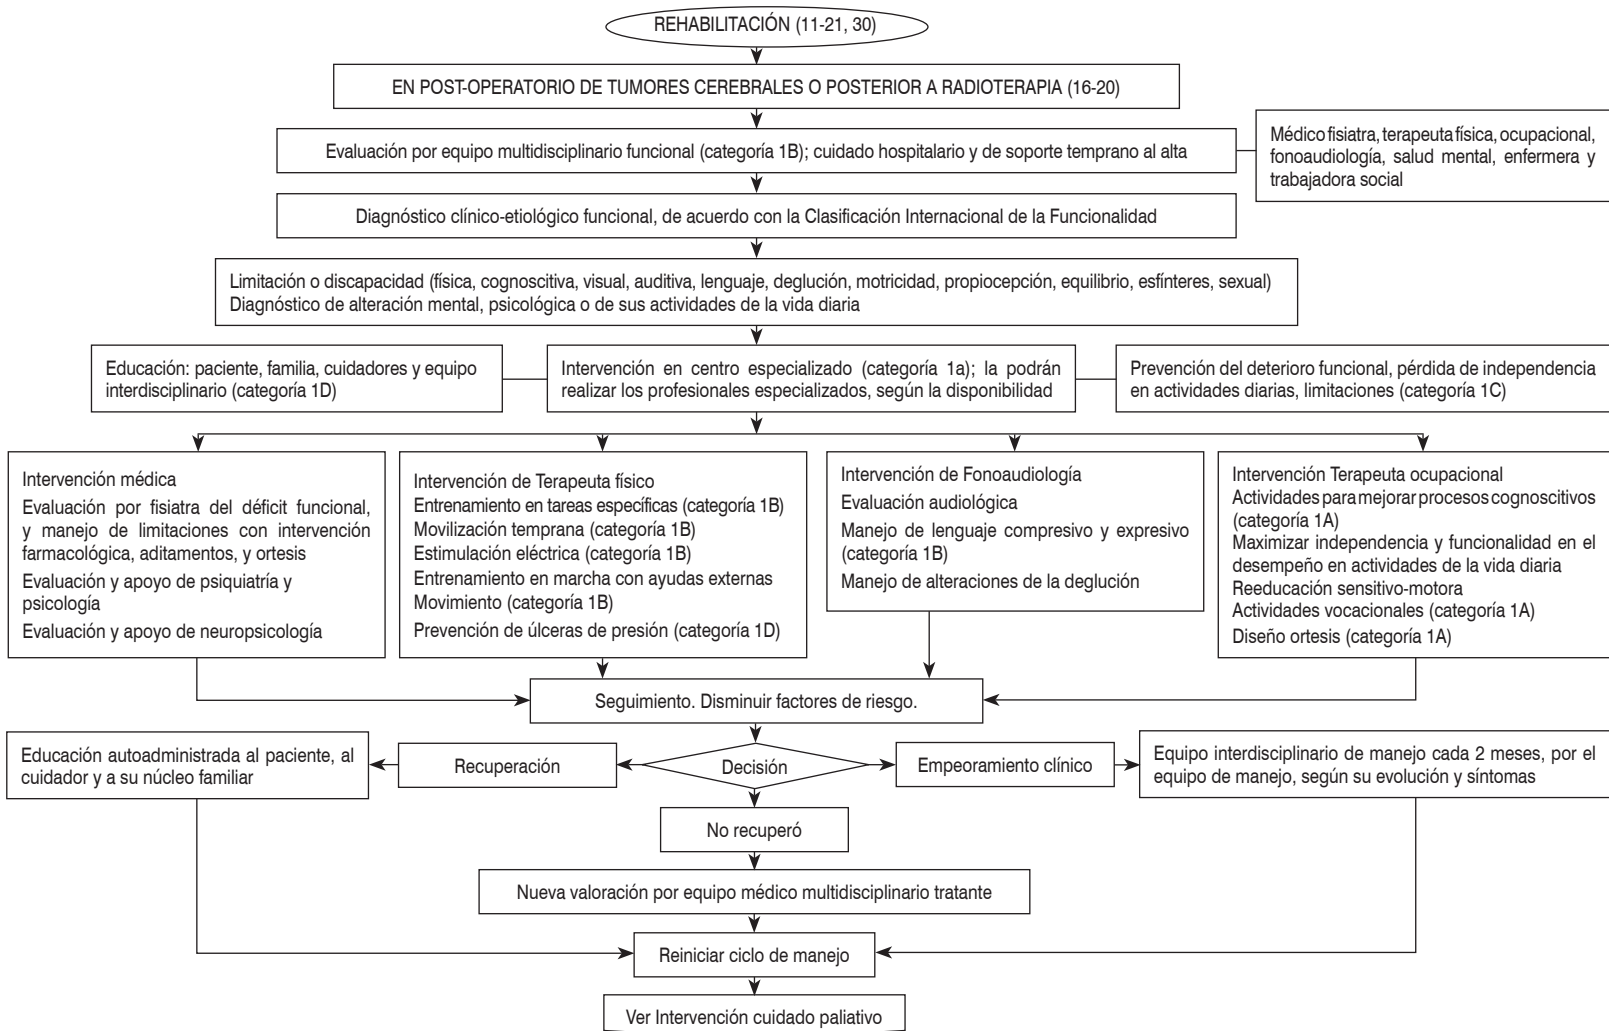 REHABILITACIÓN (11-21, 30)
EN POST-OPERATORIO DE TUMORES CEREBRALES O POSTERIOR A RADIOTERAPIA (16-20)
Evaluación por equipo multidisciplinario funcional (categoría 1B); cuidado hospitalario y de soporte temprano al alta
Médico fisiatra, terapeuta física, ocupacional,
fonoaudiología, salud mental, enfermera y
trabajadora social
Diagnóstico clínico-etiológico funcional, de acuerdo con la Clasificación Internacional de la Funcionalidad
Limitación o discapacidad (física, cognoscitiva, visual, auditiva, lenguaje, deglución, motricidad, propiocepción, equilibrio, esfínteres, sexual)
Diagnóstico de alteración mental, psicológica o de sus actividades de la vida diaria
Educación: paciente, familia, cuidadores y equipo
interdisciplinario (categoría 1D)
Intervención en centro especializado (categoría 1a); la podrán
realizar los profesionales especializados, según la disponibilidad
Prevención del deterioro funcional, pérdida de independencia
en actividades diarias, limitaciones (categoría 1C)
Intervención médica
Evaluación por fisiatra del déficit funcional,
y manejo de limitaciones con intervención
farmacológica, aditamentos, y ortesis
Evaluación y apoyo de psiquiatría y
psicología
Evaluación y apoyo de neuropsicología
Intervención de Terapeuta físico
Entrenamiento en tareas específicas (categoría 1B)
Movilización temprana (categoría 1B)
Estimulación eléctrica (categoría 1B)
Entrenamiento en marcha con ayudas externas
Movimiento (categoría 1B)
Prevención de úlceras de presión (categoría 1D)
Intervención de Fonoaudiología
Evaluación audiológica
Manejo de lenguaje compresivo y expresivo
(categoría 1B)
Manejo de alteraciones de la deglución
Intervención Terapeuta ocupacional
Actividades para mejorar procesos cognoscitivos
(categoría 1A)
Maximizar independencia y funcionalidad en el
desempeño en actividades de la vida diaria
Reeducación sensitivo-motora
Actividades vocacionales (categoría 1A)
Diseño ortesis (categoría 1A)
Seguimiento. Disminuir factores de riesgo.
Educación autoadministrada al paciente, al
cuidador y a su núcleo familiar
Recuperación
Decisión
Empeoramiento clínico
Equipo interdisciplinario de manejo cada 2 meses, por el
equipo de manejo, según su evolución y síntomas
No recuperó
Nueva valoración por equipo médico multidisciplinario tratante
Reiniciar ciclo de manejo
Ver Intervención cuidado paliativo